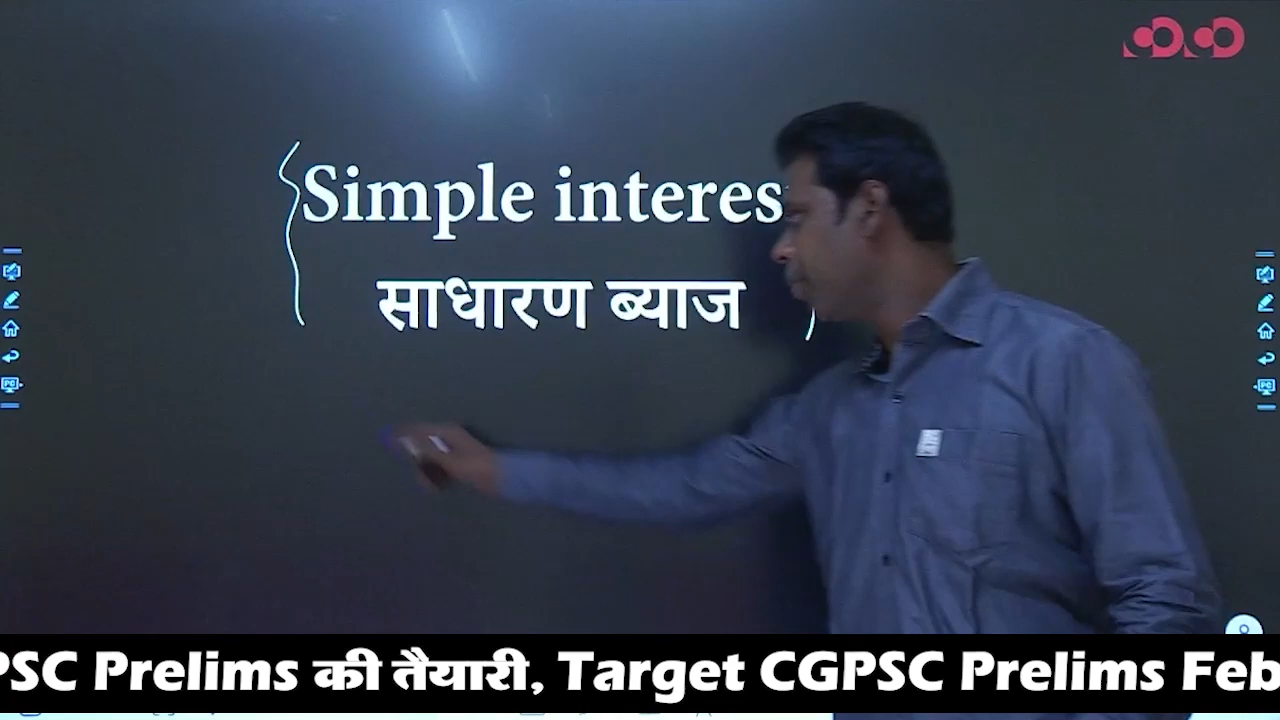 Simple interes
साधारण ब्याज
PSC Prelims की तैयारी, Target CGPSC Prelims Feb